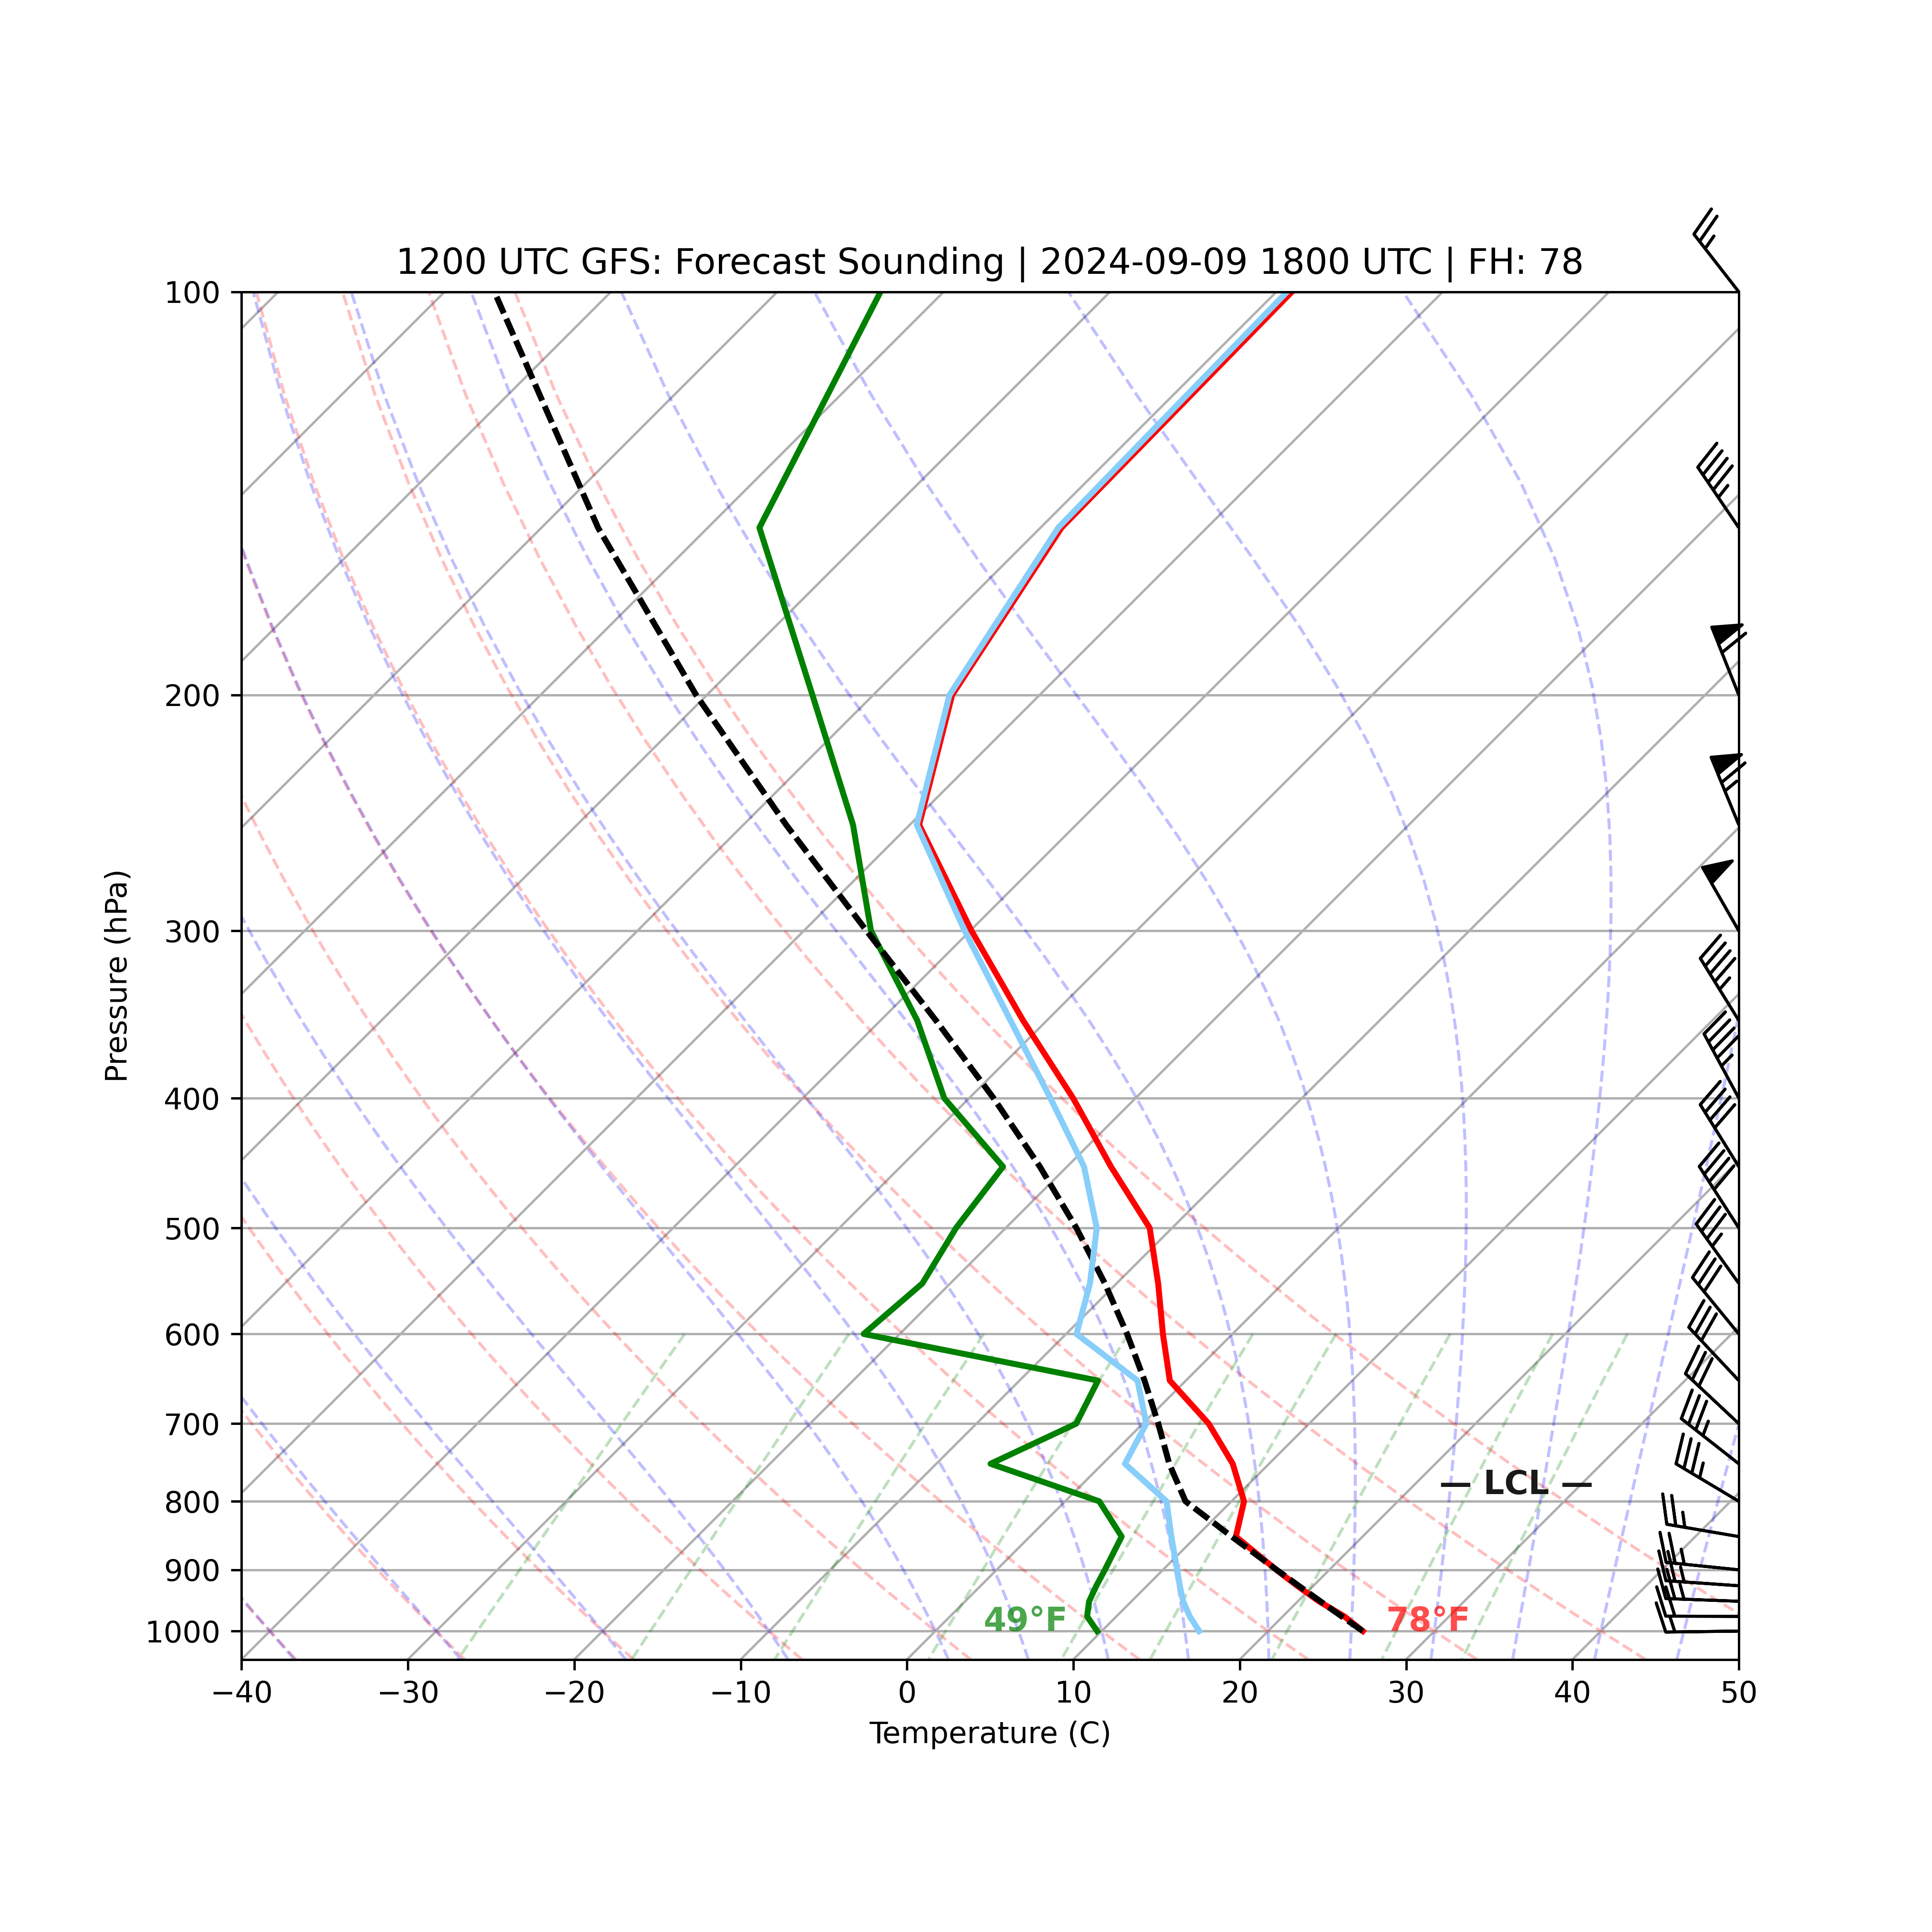 1200 UTC GFS: Forecast Sounding | 2024-09-09 1800 UTC | FH: 78
100
200
300
400
500
600
700
800
900
1000
Pressure (hPa)
— LCL —
49°F
78°F
−40 −30 −20 −10 0 10 20 30 40 50
Temperature (C)